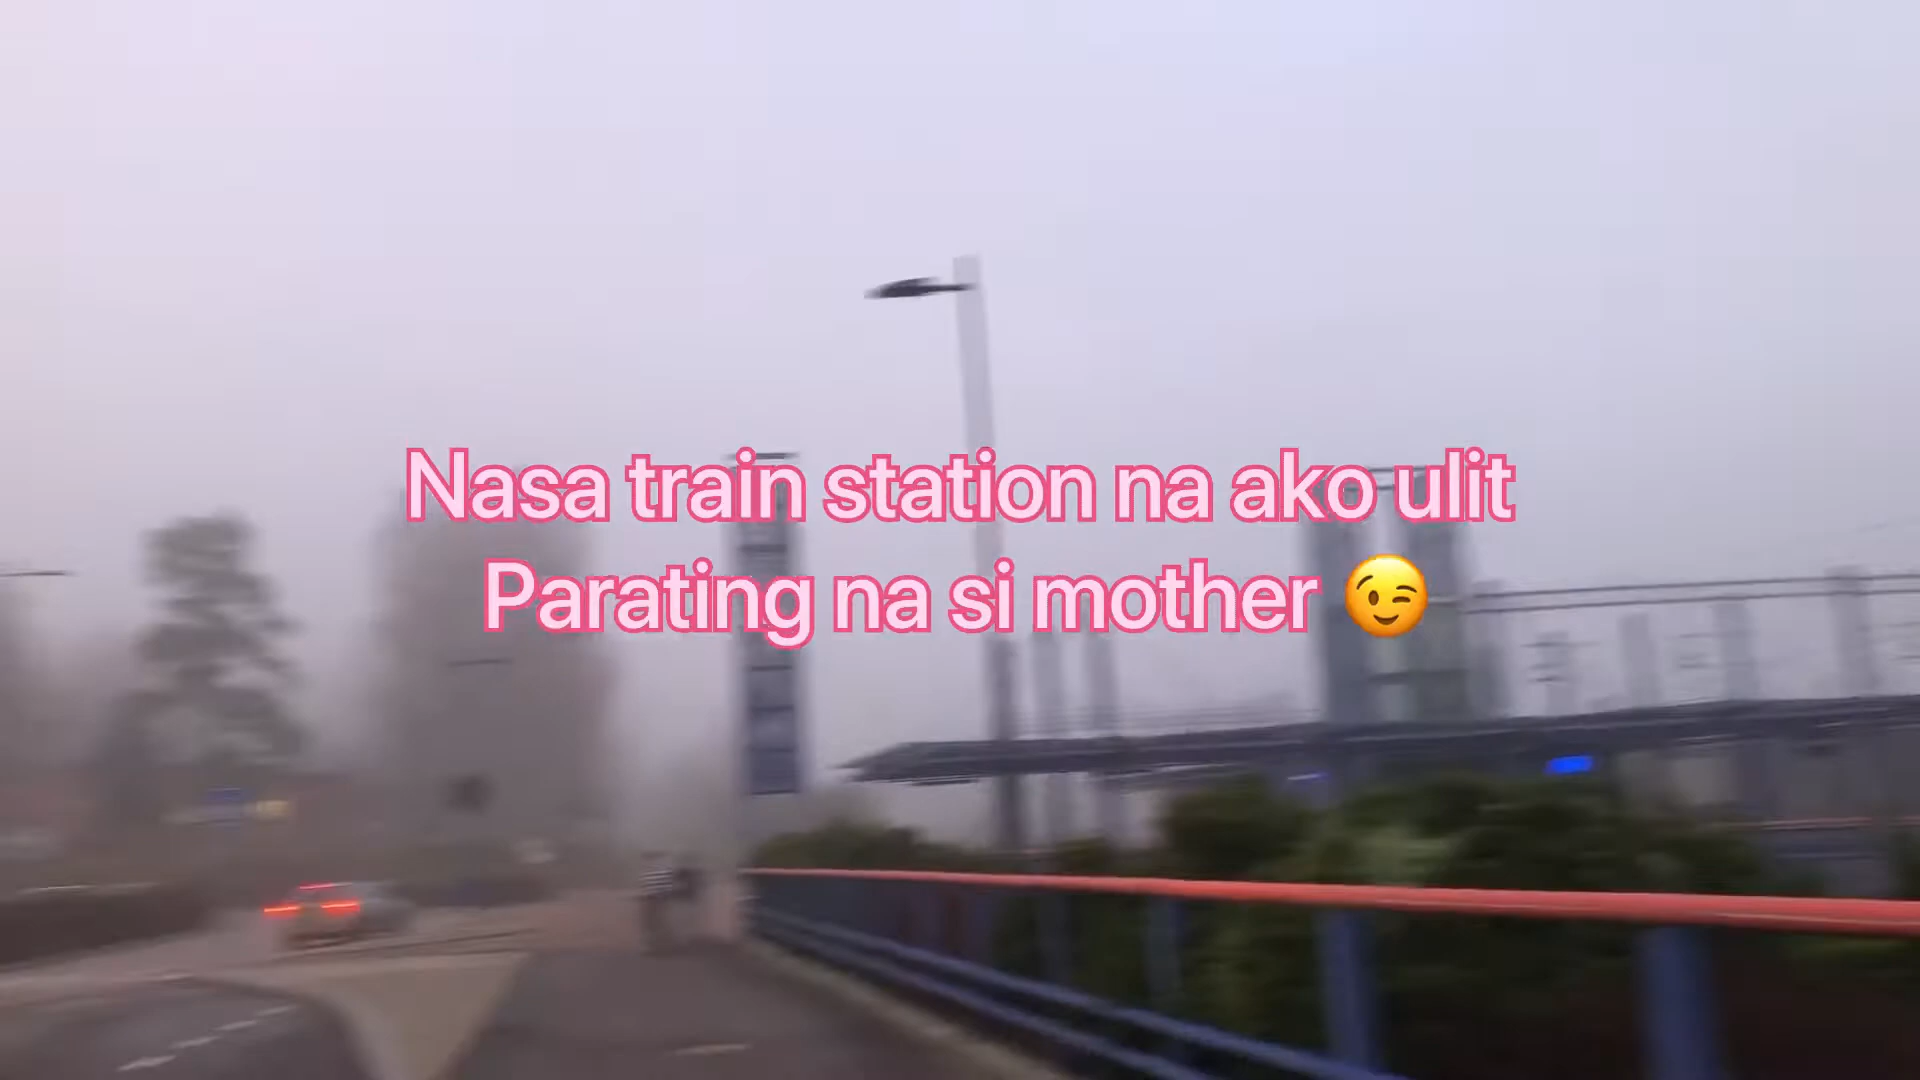 Nasa train station na ako ulit
Parating na si mother 😉